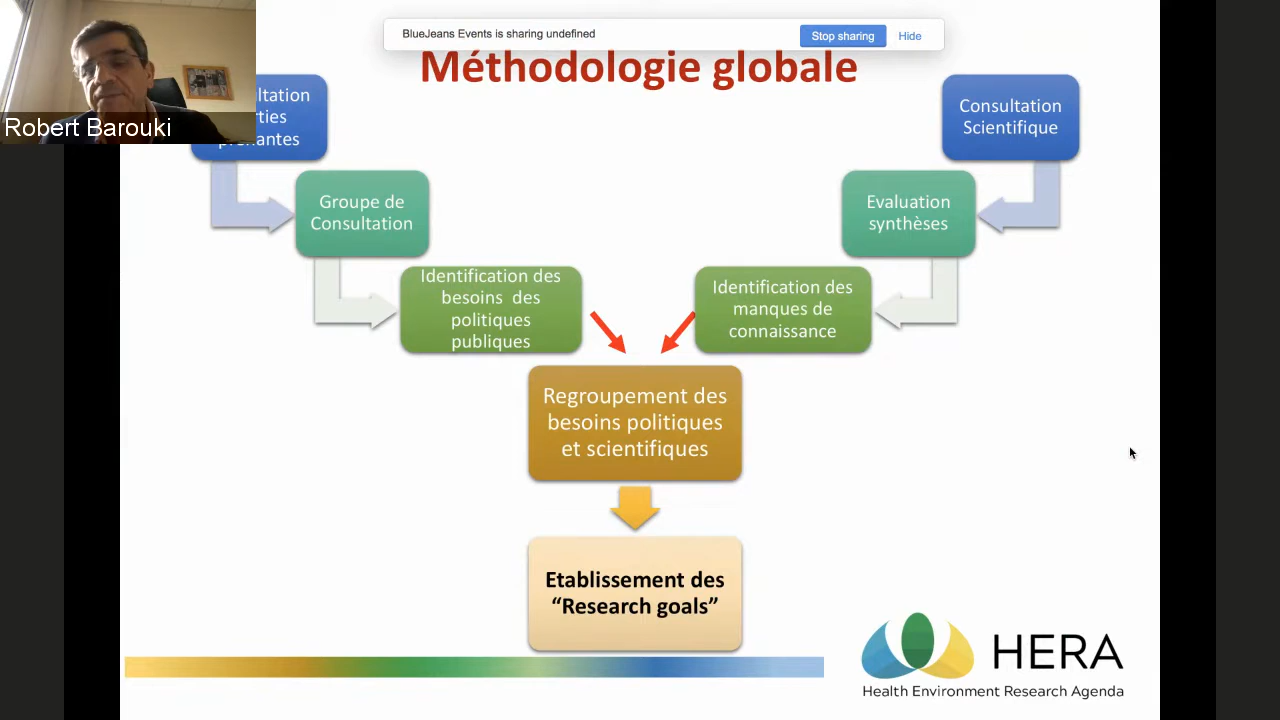 BlueJeans Events is sharing undefined
Stop sharing
Hide
Méthodologie globale
Robert Barouki
prenantes
Consultation
Scientifique
Groupe de
Consultation
Evaluation
synthèses
Identification des
besoins des
politiques
publiques
Identification des
manques de
connaissance
Regroupement des
besoins politiques
et scientifiques
Etablissement des
“Research goals”
HERA
Health Environment Research Agenda